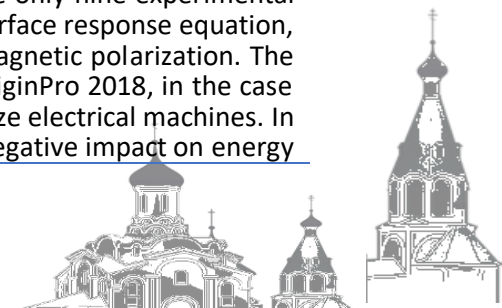 only nine experimental
rface response equation,
agnetic polarization. The
iginPro 2018, in the case
ze electrical machines. In
egative impact on energy